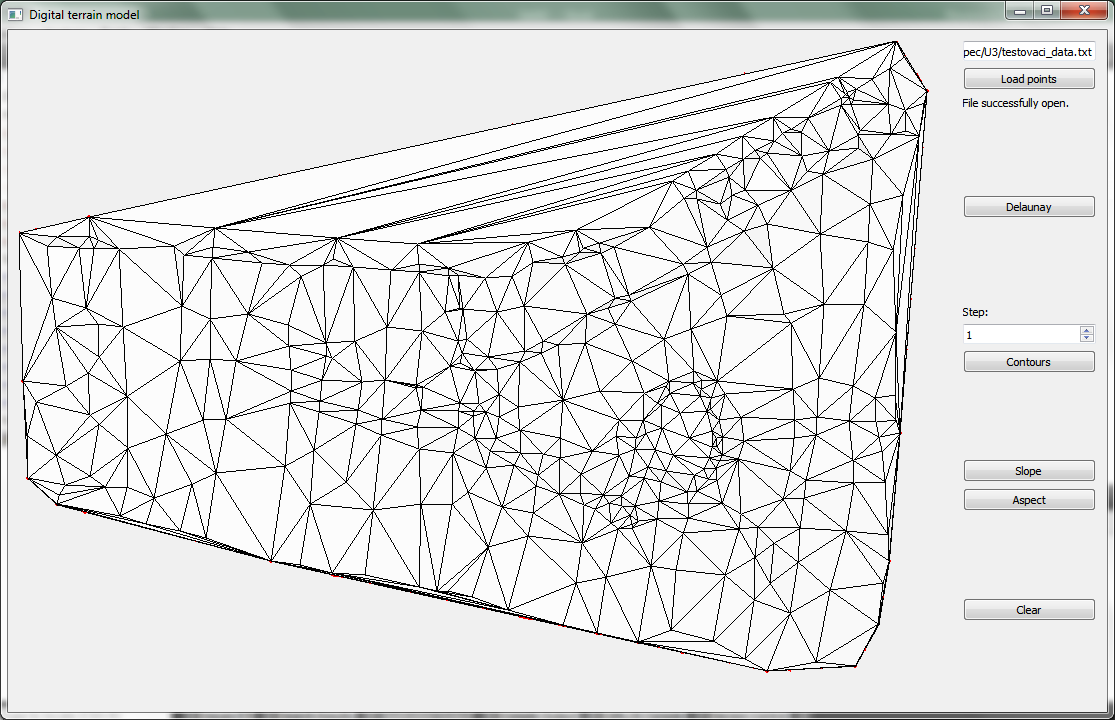 Digital terrain model
pec/U3/testovaci_data.txt
Load points
File successfully open.
Delaunay
Step:
1
Contours
Slope
Aspect
Clear